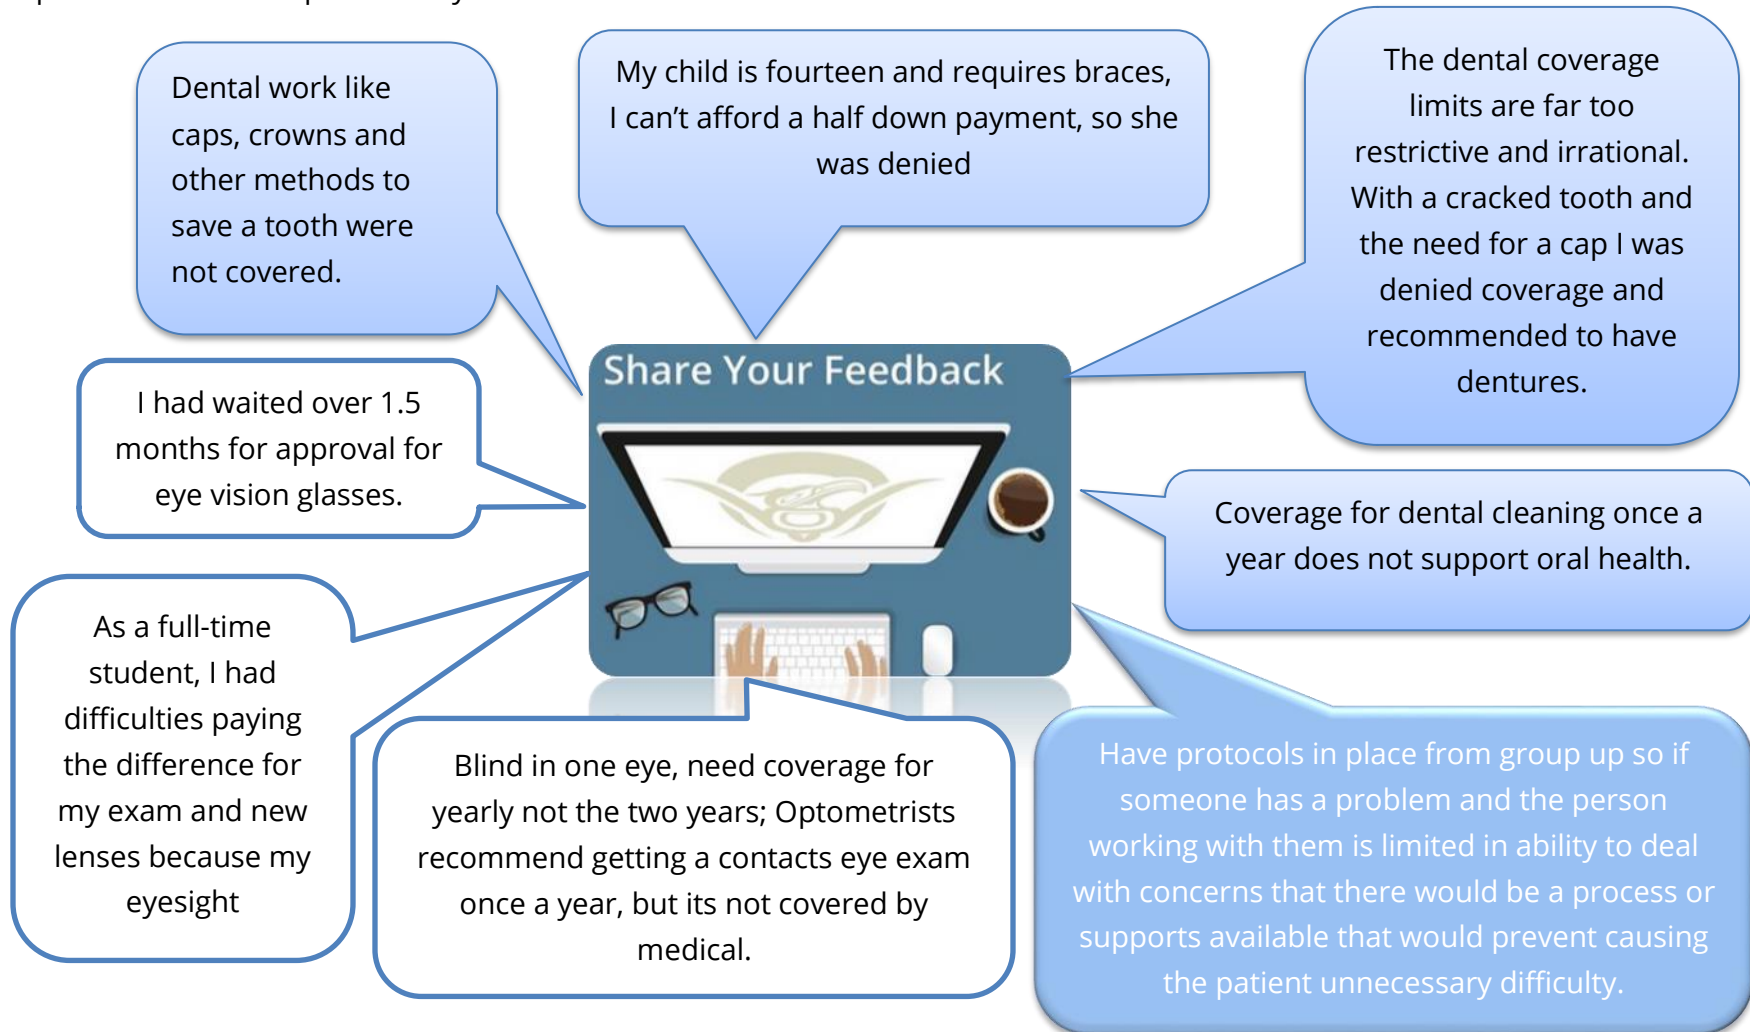 Dental work like
caps, crowns and
other methods to
save a tooth were
not covered.
My child is fourteen and requires braces,
I can’t afford a half down payment, so she
was denied
The dental coverage
limits are far too
restrictive and irrational.
With a cracked tooth and
the need for a cap I was
denied coverage and
recommended to have
dentures.
Share Your Feedback
I had waited over 1.5
months for approval for
eye vision glasses.
Coverage for dental cleaning once a
year does not support oral health.
As a full-time
student, I had
difficulties paying
the difference for
my exam and new
lenses because my
eyesight
Blind in one eye, need coverage for
yearly not the two years; Optometrists
recommend getting a contacts eye exam
once a year, but its not covered by
medical.
Have protocols in place from group up so if
someone has a problem and the person
working with them is limited in ability to deal
with concerns that there would be a process or
supports available that would prevent causing
the patient unnecessary difficulty.